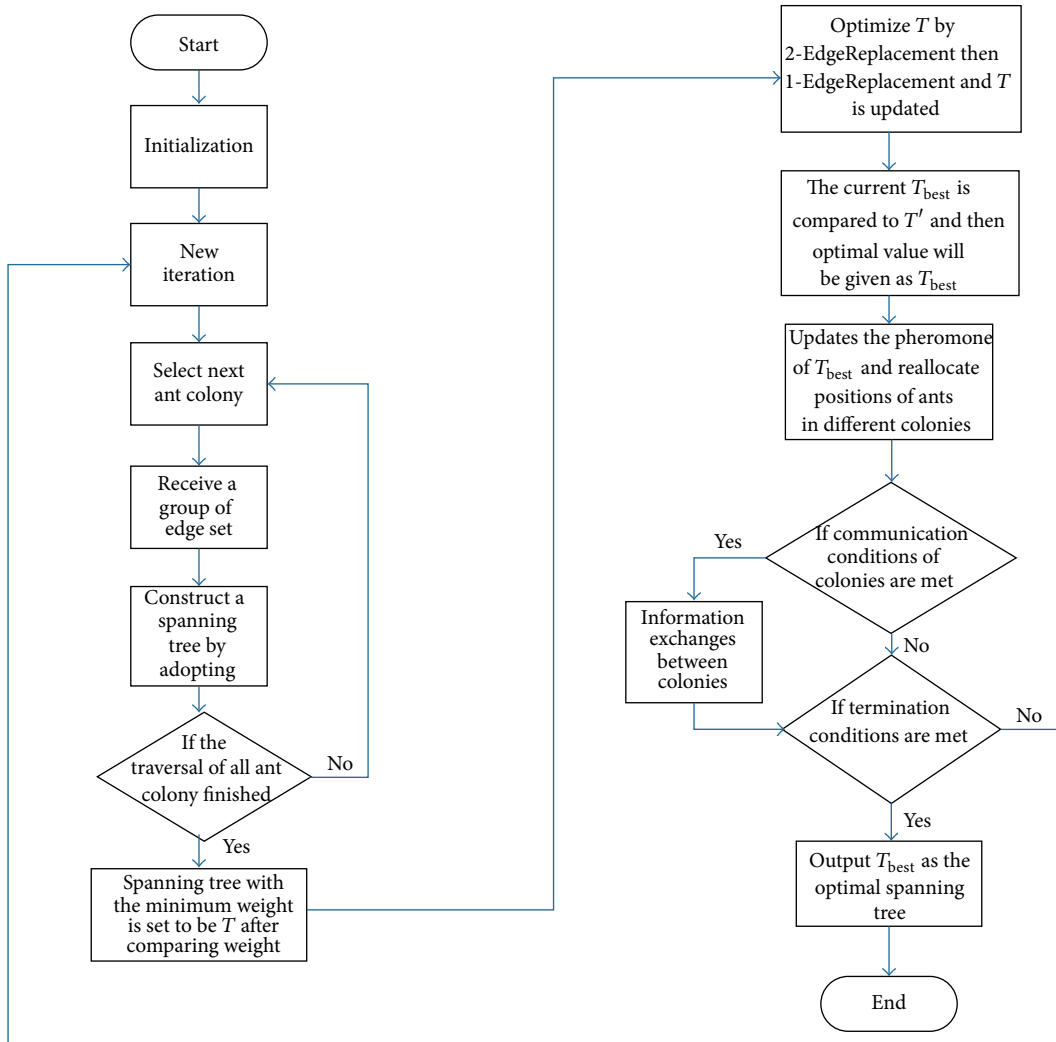 Start
Initialization
New
iteration
Select next
ant colony
Receive a
group of
edge set
Construct a
spanning
tree by
adopting
If the
traversal of all ant
colony finished
No
Yes
Spanning tree with
the minimum weight
is set to be T after
comparing weight
Optimize T by
2-EdgeReplacement then
1-EdgeReplacement and T
is updated
The current T_best is
compared to T′ and then
optimal value will
be given as T_best
Updates the pheromone
of T_best and reallocate
positions of ants
in different colonies
If communication
conditions of
colonies are met
Yes
Information
exchanges
between
colonies
No
If termination
conditions are met
No
Yes
Output T_best as the
optimal spanning
tree
End